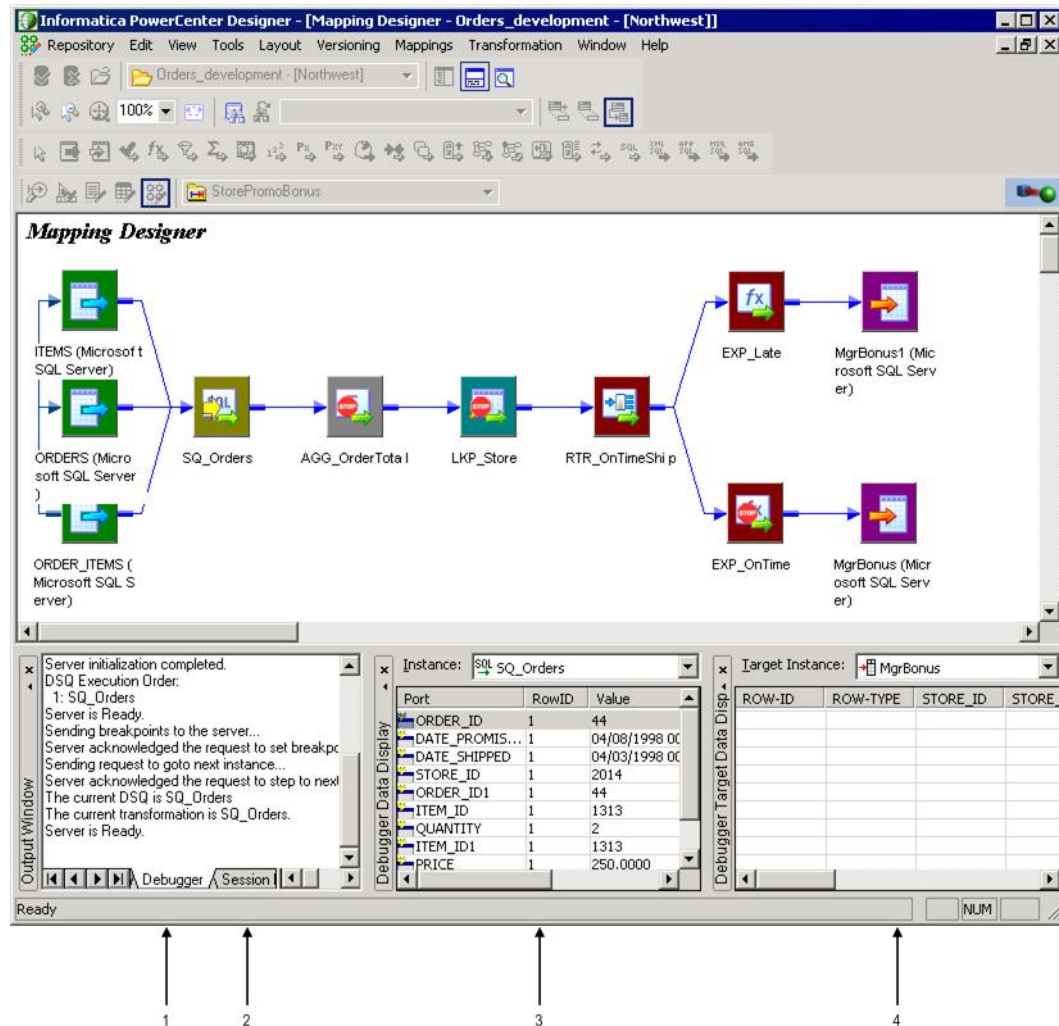 Informatica PowerCenter Designer - [Mapping Designer - Orders_development - [Northwest]]
Repository Edit View Tools Layout Versioning Mappings Transformation Window Help
Orders_development - [Northwest]
100%
StorePromoBonus
Mapping Designer
ITEMS (Microsoft
SQL Server)
EXP_Late
MgrBonus1 (Mic
rosoft SQL Serv
er)
ORDERS (Micro
soft SQL Server
)
SQ_Orders
AGG_OrderTotal
LKP_Store
RTR_OnTimeShip
ORDER_ITEMS (
Microsoft SQL S
erver)
EXP_OnTime
MgrBonus (Micr
osoft SQL Serv
er)
Output Window
Server initialization completed.
DSQ Execution Order:
1: SQ_Orders
Server is Ready.
Sending breakpoints to the server...
Server acknowledged the request to set breakpo
Sending request to goto next instance...
Server acknowledged the request to step to next
The current DSQ is SQ_Orders
The current transformation is SQ_Orders.
Server is Ready.
Debugger Session
Debugger Data Display
Instance: SQL SQ_Orders
Port RowID Value
ORDER_ID 1 44
DATE_PROMIS... 1 04/08/1998 00
DATE_SHIPPED 1 04/03/1998 00
STORE_ID 1 2014
ORDER_ID1 1 44
ITEM_ID 1 1313
QUANTITY 1 2
ITEM_ID1 1 1313
PRICE 1 250.0000
Debugger Target Data Disp
Target Instance: MgrBonus
ROW-ID ROW-TYPE STORE_ID STORE_
Ready NUM
1 2 3 4